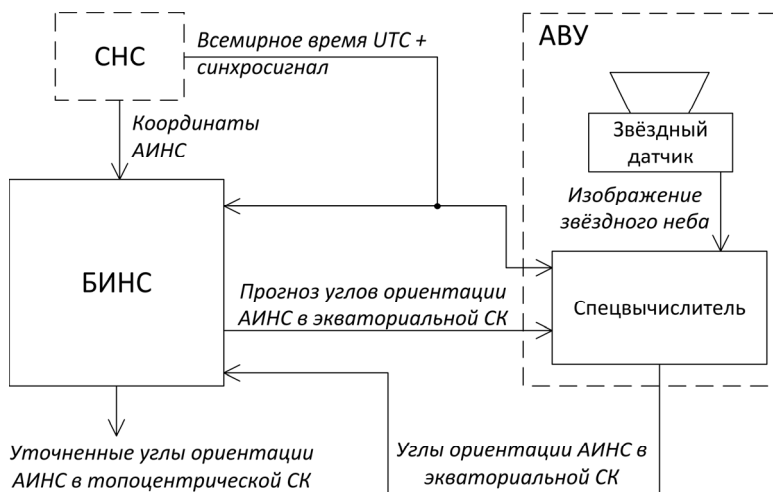 СНС
Всемирное время UTC +
синхросигнал
АВУ
Координаты
АИНС
Звёздный
датчик
Изображение
звёздного неба
БИНС
Прогноз углов ориентации
АИНС в экваториальной СК
Спецвычислитель
Уточненные углы ориентации
АИНС в топоцентрической СК
Углы ориентации АИНС в
экваториальной СК